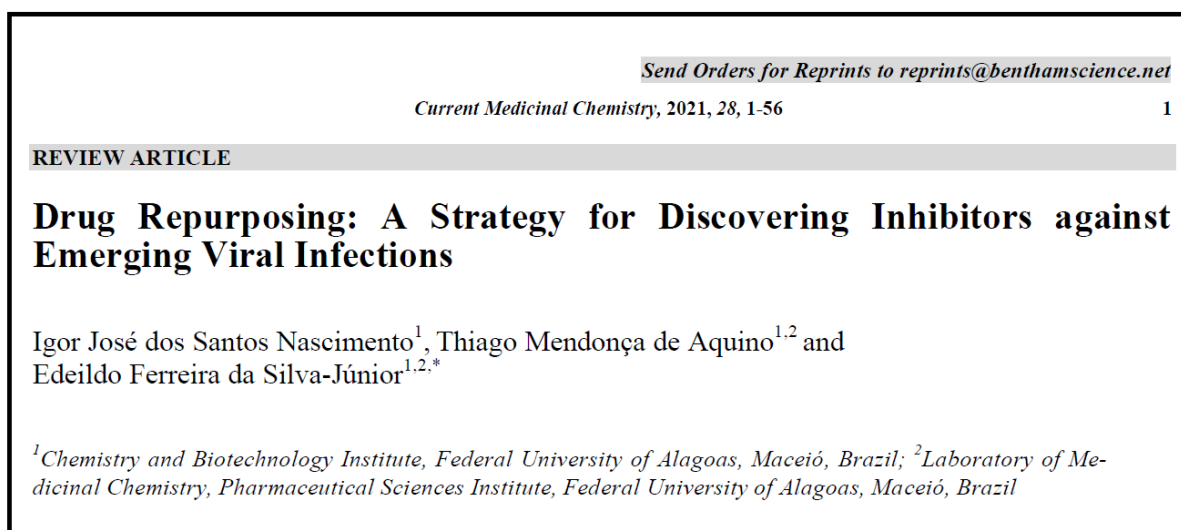 Send Orders for Reprints to reprints@benthamscience.net
Current Medicinal Chemistry, 2021, 28, 1-56 1
REVIEW ARTICLE
Drug Repurposing: A Strategy for Discovering Inhibitors against
Emerging Viral Infections
Igor José dos Santos Nascimento1, Thiago Mendonça de Aquino1,2 and
Edeildo Ferreira da Silva-Júnior1,2,*
1Chemistry and Biotechnology Institute, Federal University of Alagoas, Maceió, Brazil; 2Laboratory of Me-
dicinal Chemistry, Pharmaceutical Sciences Institute, Federal University of Alagoas, Maceió, Brazil